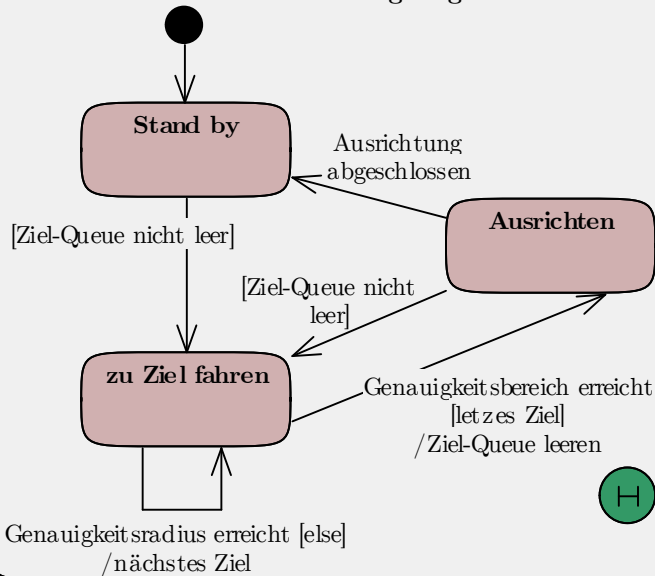 Stand by
Ausrichtung
abgeschlossen
Ausrichten
[Ziel-Queue nicht leer]
[Ziel-Queue nicht
leer]
zu Ziel fahren
Genauigkeitsbereich erreicht
[letzes Ziel]
/Ziel-Queue leeren
H
Genauigkeitsradius erreicht [else]
/nächstes Ziel